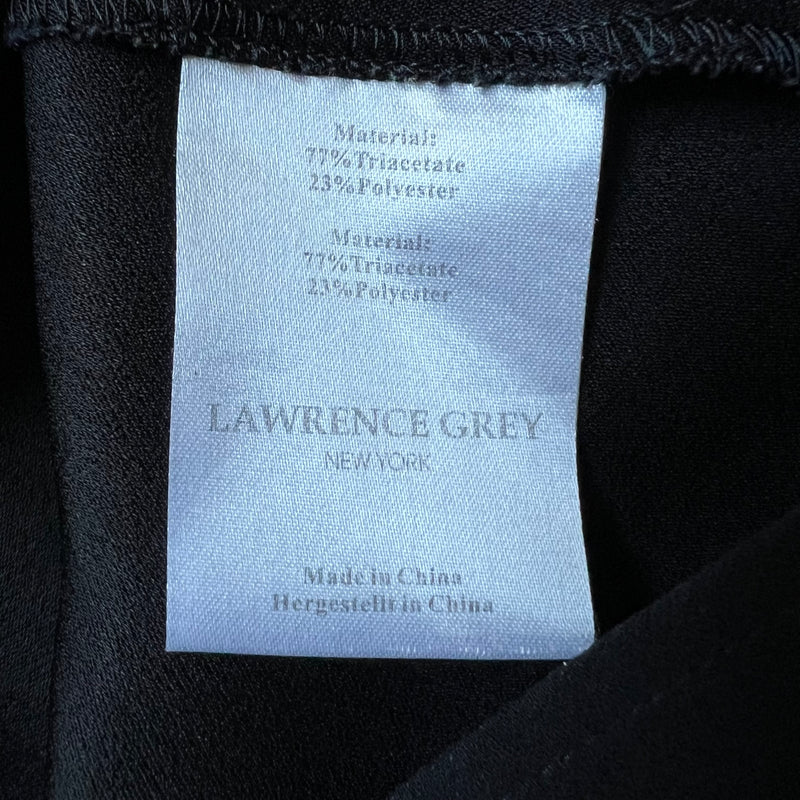 Material:
77%Triacetate
23%Polyester
Material:
77%Triacetate
23%Polyester
LAWRENCE GREY
NEW YORK
Made in China
Hergestellt in China